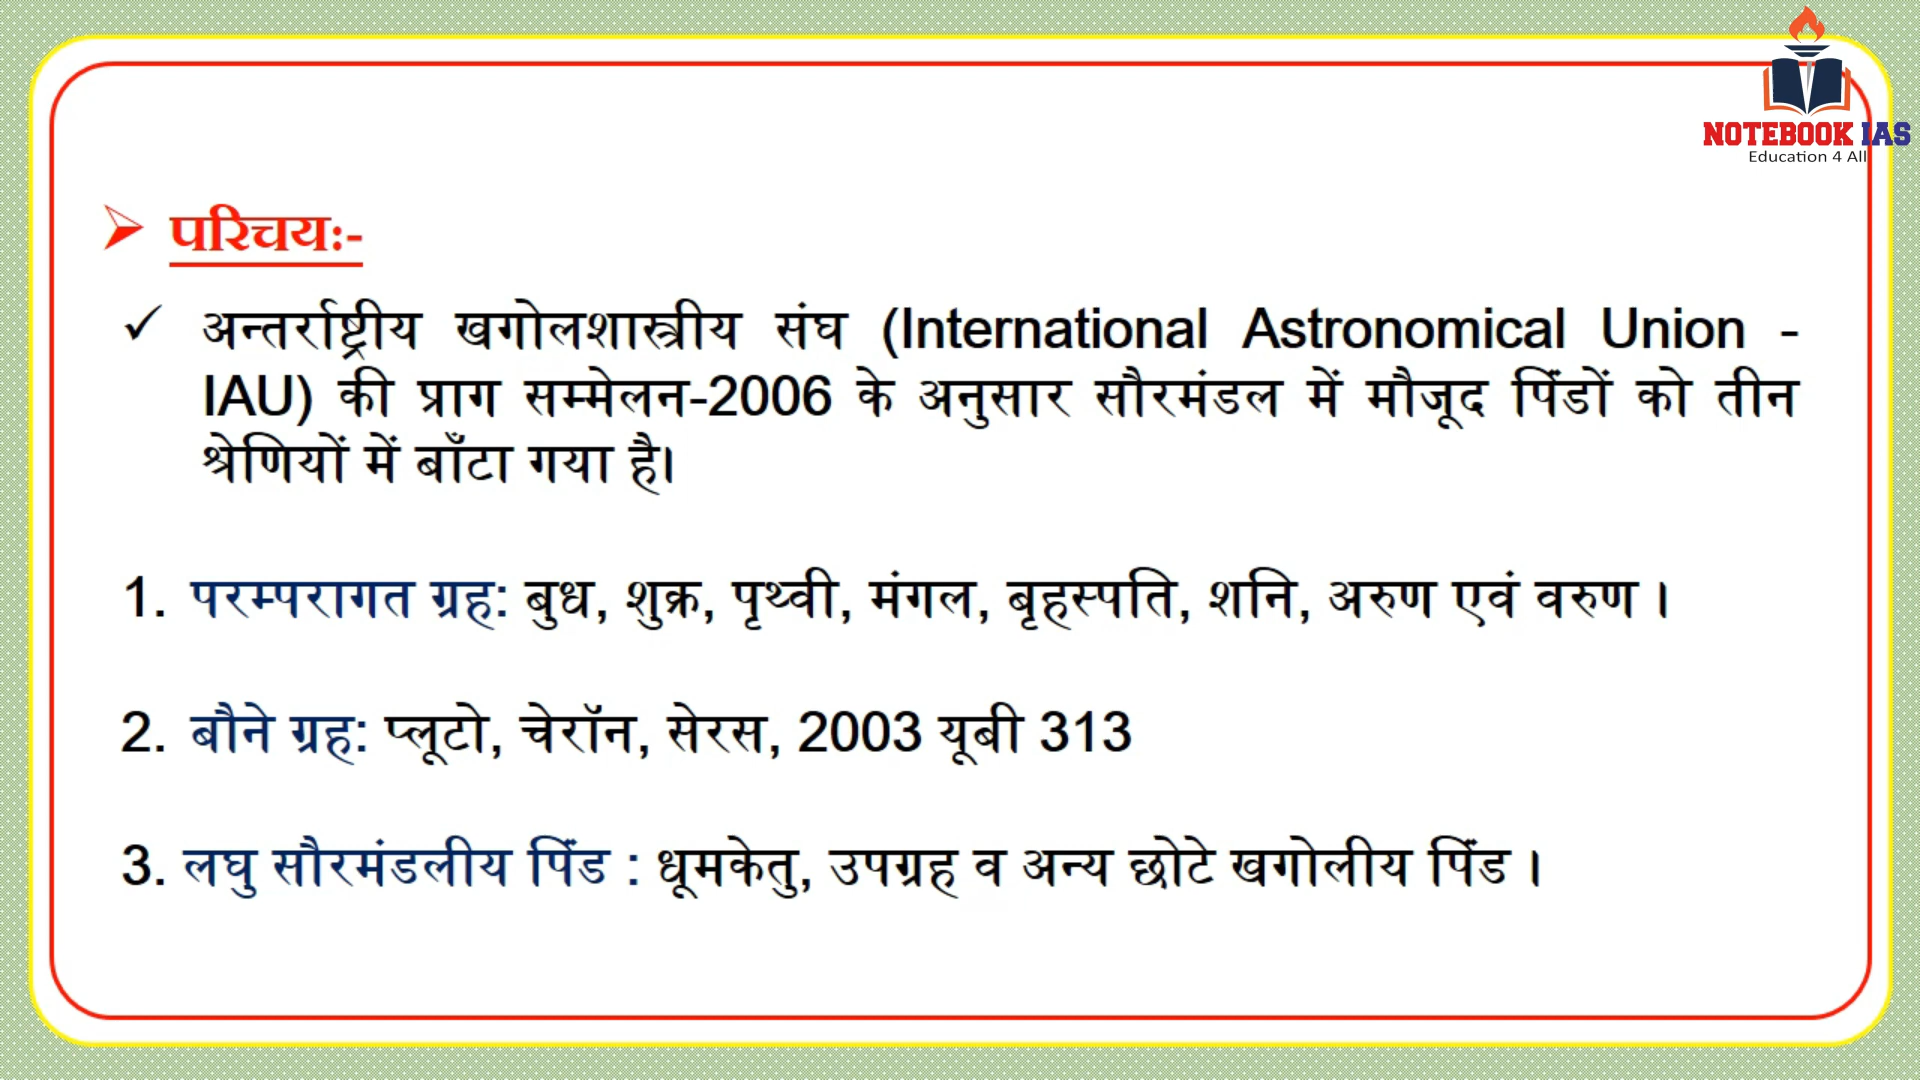 NOTEBOOK IAS
Education 4 All
परिचयः-
अन्तर्राष्ट्रीय खगोलशास्त्रीय संघ (International Astronomical Union -
IAU) की प्राग सम्मेलन-2006 के अनुसार सौरमंडल में मौजूद पिंडों को तीन
श्रेणियों में बाँटा गया है।
1. परम्परागत ग्रह: बुध, शुक्र, पृथ्वी, मंगल, बृहस्पति, शनि, अरुण एवं वरुण ।
2. बौने ग्रह: प्लूटो, चेरॉन, सेरस, 2003 यूबी 313
3. लघु सौरमंडलीय पिंड : धूमकेतु, उपग्रह व अन्य छोटे खगोलीय पिंड ।